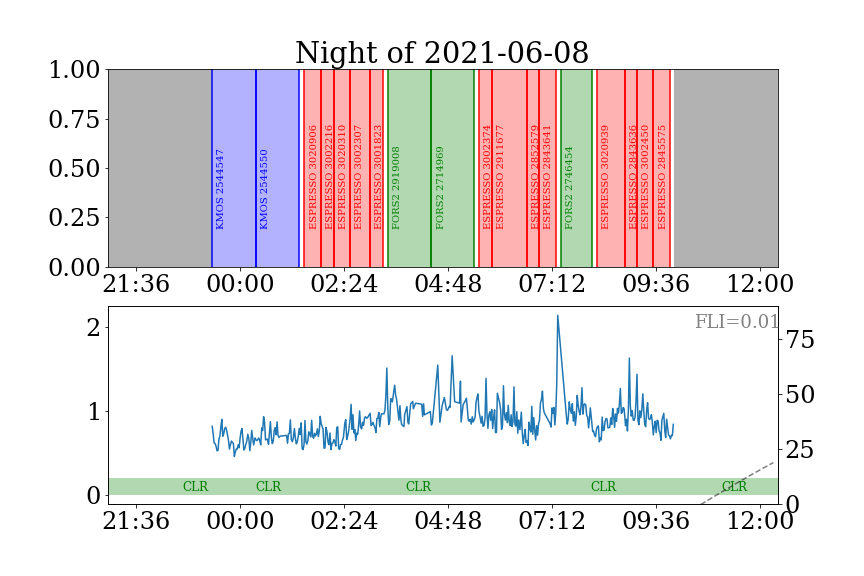 Night of 2021-06-08
1.00
0.75
0.50
0.25
0.00
KMOS 2544547
KMOS 2544550
ESPRESSO 3020906
ESPRESSO 3002216
ESPRESSO 3020310
ESPRESSO 3002307
ESPRESSO 3001823
FORS2 2919008
FORS2 2714969
ESPRESSO 3002374
ESPRESSO 2911677
ESPRESSO 2852579
ESPRESSO 2843641
FORS2 2746454
ESPRESSO 3020939
ESPRESSO 2843636
ESPRESSO 3002450
ESPRESSO 2845575
21:36 00:00 02:24 04:48 07:12 09:36 12:00
FLI=0.01
2
1
0
75
50
25
0
CLR CLR CLR CLR CLR
21:36 00:00 02:24 04:48 07:12 09:36 12:00